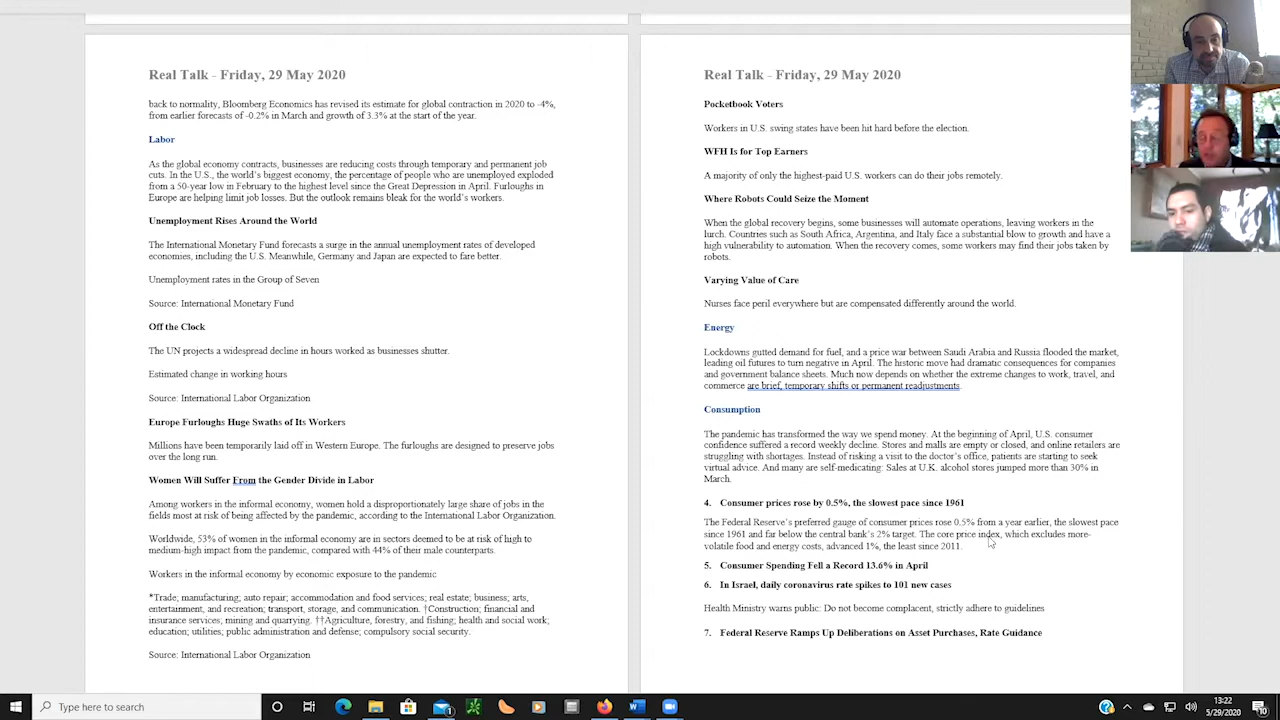 Real Talk - Friday, 29 May 2020
back to normality, Bloomberg Economics has revised its estimate for global contraction in 2020 to -4%,
from earlier forecasts of -0.2% in March and growth of 3.3% at the start of the year.
Labor
As the global economy contracts, businesses are reducing costs through temporary and permanent job
cuts. In the U.S., the world's biggest economy, the percentage of people who are unemployed exploded
from a 50-year low in February to the highest level since the Great Depression in April. Furloughs in
Europe are helping limit job losses. But the outlook remains bleak for the world's workers.
Unemployment Rises Around the World
The International Monetary Fund forecasts a surge in the annual unemployment rates of developed
economies, including the U.S. Meanwhile, Germany and Japan are expected to fare better.
Unemployment rates in the Group of Seven
Source: International Monetary Fund
Off the Clock
The UN projects a widespread decline in hours worked as businesses shutter.
Estimated change in working hours
Source: International Labor Organization
Europe Furloughs Huge Swaths of Its Workers
Millions have been temporarily laid off in Western Europe. The furloughs are designed to preserve jobs
over the long run.
Women Will Suffer From the Gender Divide in Labor
Among workers in the informal economy, women hold a disproportionately large share of jobs in the
fields most at risk of being affected by the pandemic, according to the International Labor Organization.
Worldwide, 53% of women in the informal economy are in sectors deemed to be at risk of high to
medium-high impact from the pandemic, compared with 44% of their male counterparts.
Workers in the informal economy by economic exposure to the pandemic
*Trade; manufacturing; auto repair; accommodation and food services; real estate; business; arts,
entertainment, and recreation; transport, storage, and communication. †Construction; financial and
insurance services; mining and quarrying. ††Agriculture, forestry, and fishing; health and social work;
education; utilities; public administration and defense; compulsory social security.
Source: International Labor Organization
Real Talk - Friday, 29 May 2020
Pocketbook Voters
Workers in U.S. swing states have been hit hard before the election.
WFH Is for Top Earners
A majority of only the highest-paid U.S. workers can do their jobs remotely.
Where Robots Could Seize the Moment
When the global recovery begins, some businesses will automate operations, leaving workers in the
lurch. Countries such as South Africa, Argentina, and Italy face a substantial blow to growth and have a
high vulnerability to automation. When the recovery comes, some workers may find their jobs taken by
robots.
Varying Value of Care
Nurses face peril everywhere but are compensated differently around the world.
Energy
Lockdowns gutted demand for fuel, and a price war between Saudi Arabia and Russia flooded the market,
leading oil futures to turn negative in April. The historic move had dramatic consequences for companies
and government balance sheets. Much now depends on whether the extreme changes to work, travel, and
commerce are brief, temporary shifts or permanent readjustments.
Consumption
The pandemic has transformed the way we spend money. At the beginning of April, U.S. consumer
confidence suffered a record weekly decline. Stores and malls are empty or closed, and online retailers are
struggling with shortages. Instead of risking a visit to the doctor's office, patients are starting to seek
virtual advice. And many are self-medicating: Sales at U.K. alcohol stores jumped more than 30% in
March.
4. Consumer prices rose by 0.5%, the slowest pace since 1961
The Federal Reserve's preferred gauge of consumer prices rose 0.5% from a year earlier, the slowest pace
since 1961 and far below the central bank's 2% target. The core price index, which excludes more-
volatile food and energy costs, advanced 1%, the least since 2011.
5. Consumer Spending Fell a Record 13.6% in April
6. In Israel, daily coronavirus rate spikes to 101 new cases
Health Ministry warns public: Do not become complacent, strictly adhere to guidelines
7. Federal Reserve Ramps Up Deliberations on Asset Purchases, Rate Guidance
Type here to search
13:22
5/29/2020